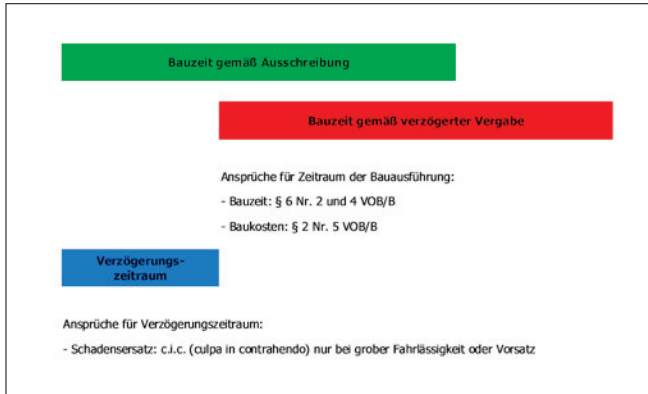 Bauzeit gemäß Ausschreibung
Bauzeit gemäß verzögerter Vergabe
Ansprüche für Zeitraum der Bauausführung:
- Bauzeit: § 6 Nr. 2 und 4 VOB/B
- Baukosten: § 2 Nr. 5 VOB/B
Verzögerungs-
zeitraum
Ansprüche für Verzögerungszeitraum:
- Schadensersatz: c.i.c. (culpa in contrahendo) nur bei grober Fahrlässigkeit oder Vorsatz